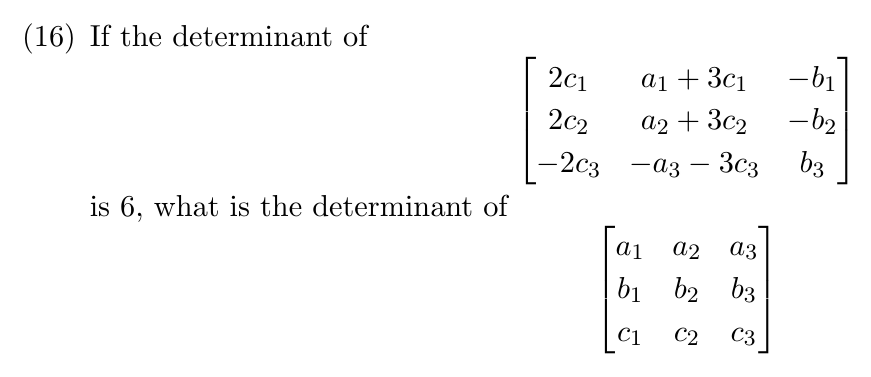 (16) If the determinant of
2c₁ a₁ + 3c₁ −b₁
2c₂ a₂ + 3c₂ −b₂
−2c₃ −a₃ − 3c₃ b₃
is 6, what is the determinant of
a₁ a₂ a₃
b₁ b₂ b₃
c₁ c₂ c₃